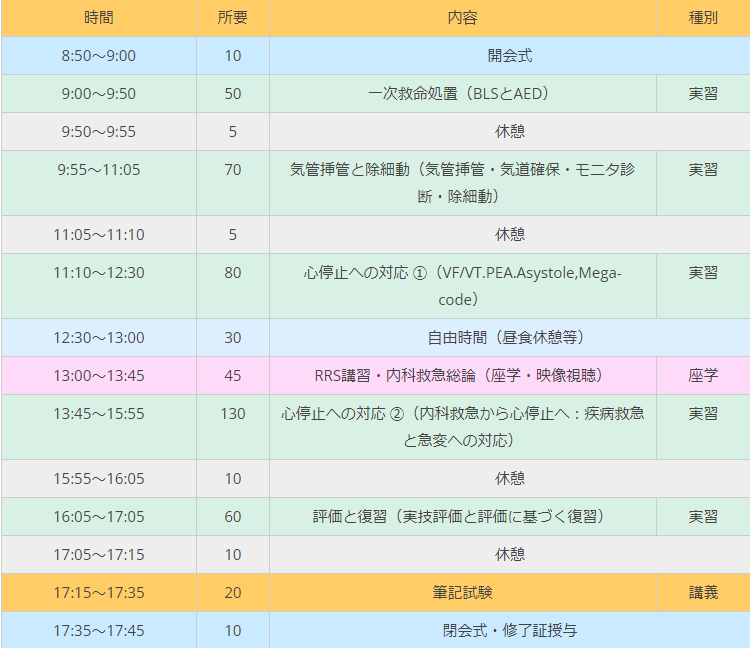 時間 所要 内容 種別
8:50～9:00 10 開会式
9:00～9:50 50 一次救命処置（BLSとAED） 実習
9:50～9:55 5 休憩
9:55～11:05 70 気管挿管と除細動（気管挿管・気道確保・モニタ診 実習
断・除細動）
11:05～11:10 5 休憩
11:10～12:30 80 心停止への対応 ①（VF/VT.PEA.Asystole,Mega- 実習
code）
12:30～13:00 30 自由時間（昼食休憩等）
13:00～13:45 45 RRS講習・内科救急総論（座学・映像視聴） 座学
13:45～15:55 130 心停止への対応 ②（内科救急から心停止へ：疾病救急 実習
と急変への対応）
15:55～16:05 10 休憩
16:05～17:05 60 評価と復習（実技評価と評価に基づく復習） 実習
17:05～17:15 10 休憩
17:15～17:35 20 筆記試験 講義
17:35～17:45 10 閉会式・修了証授与